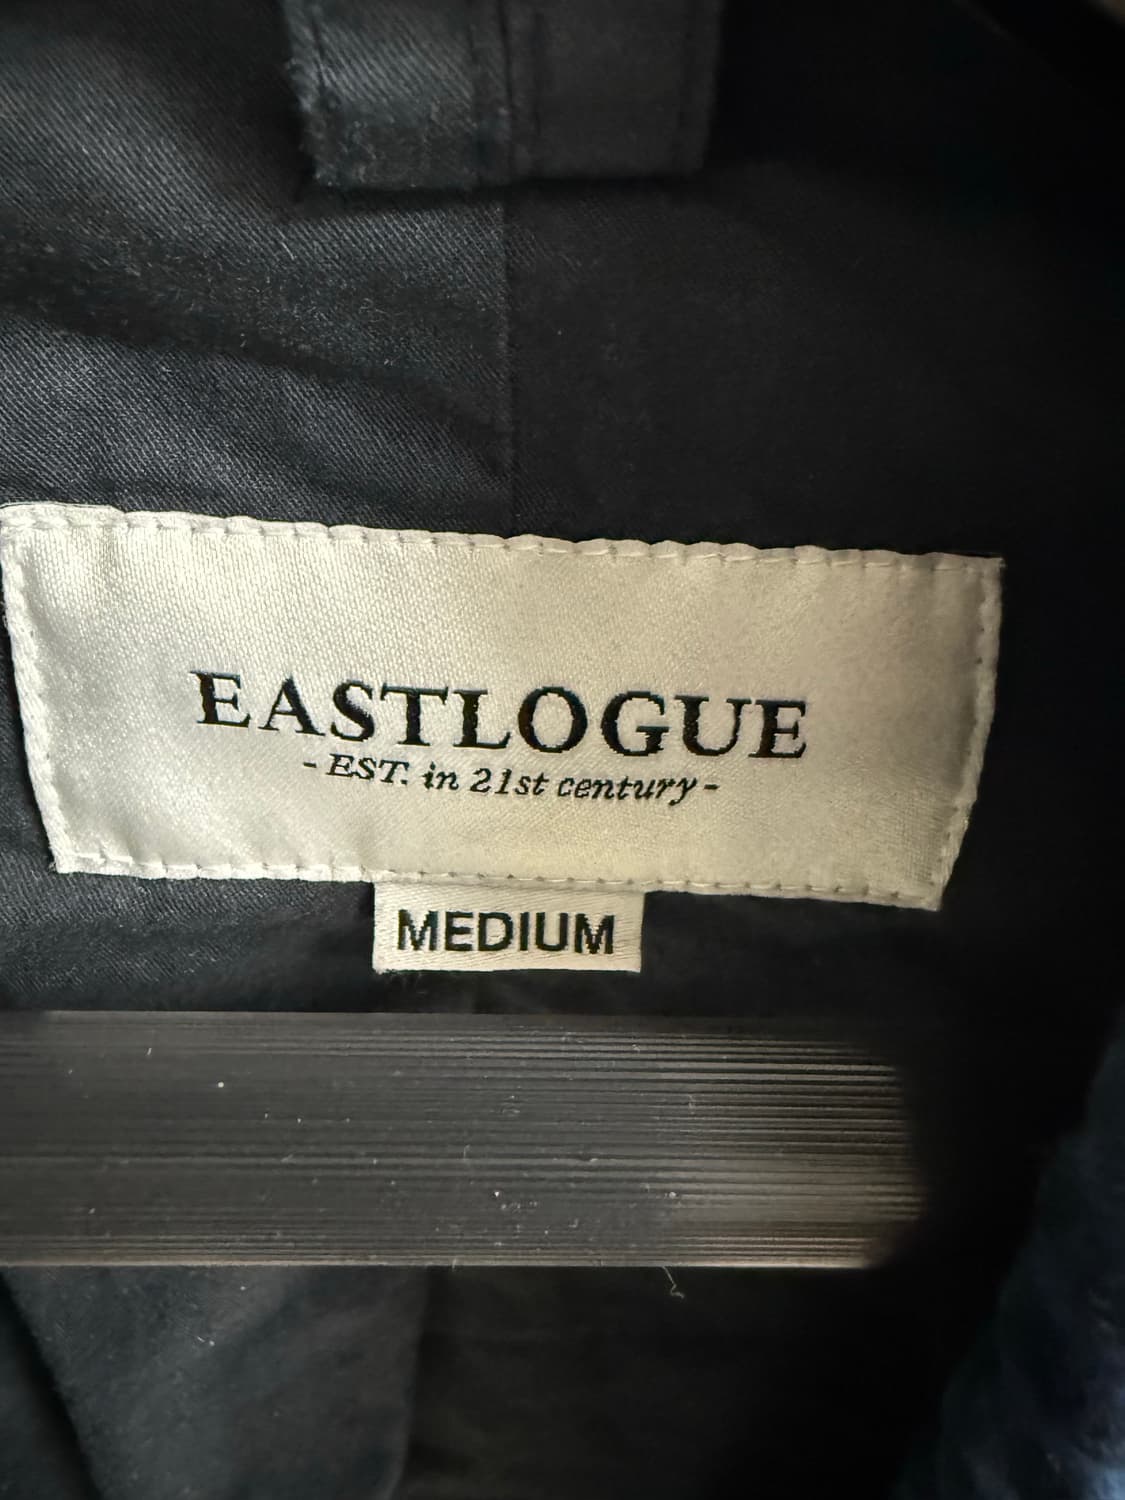 EASTLOGUE
- EST. in 21st century -
MEDIUM